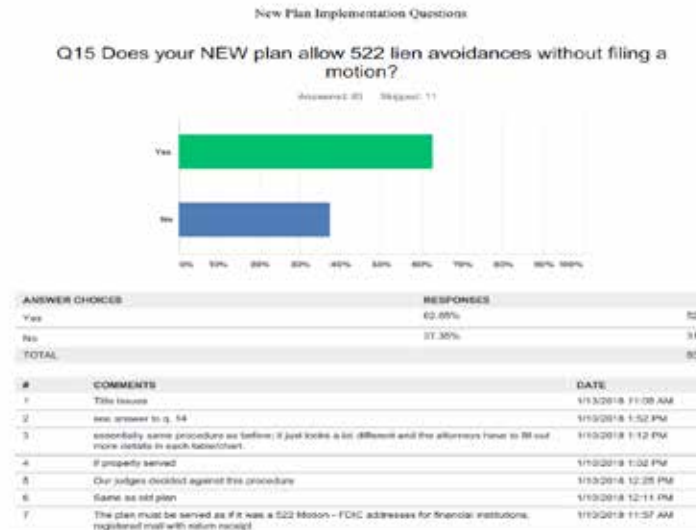 New Plan Implementation Questions
Q15 Does your NEW plan allow 522 lien avoidances without filing a
motion?
Answered: 83 Skipped: 11
Yes
No
0% 10% 20% 30% 40% 50% 60% 70% 80% 90% 100%
ANSWER CHOICES RESPONSES
Yes 62.65% 52
No 37.35% 31
TOTAL 83
# COMMENTS DATE
1 Title issues 1/13/2018 11:08 AM
2 see answer to q. 14 1/10/2018 1:52 PM
3 essentially same procedure as before; it just looks a lot different and the attorneys have to fill out 1/10/2018 1:12 PM
more details in each table/chart.
4 if properly served 1/10/2018 1:02 PM
5 Our judges decided against this procedure 1/10/2018 12:25 PM
6 Same as old plan 1/10/2018 12:11 PM
7 The plan must be served as if it was a 522 Motion - FDIC addresses for financial institutions, 1/10/2018 11:57 AM
registered mail with return receipt